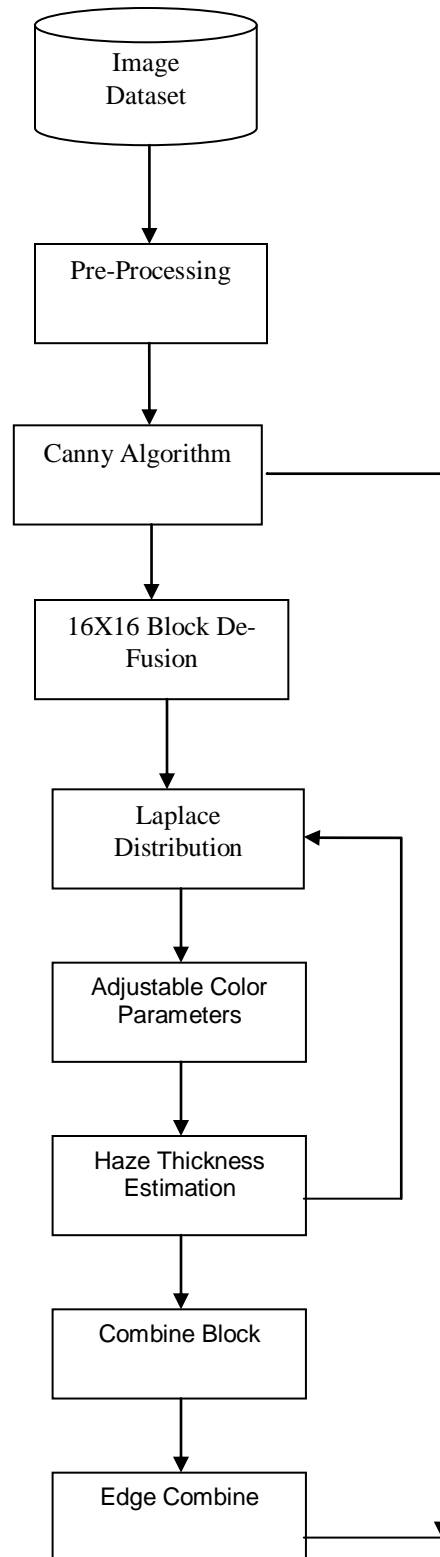 Image
Dataset
Pre-Processing
Canny Algorithm
16X16 Block De-
Fusion
Laplace
Distribution
Adjustable Color
Parameters
Haze Thickness
Estimation
Combine Block
Edge Combine